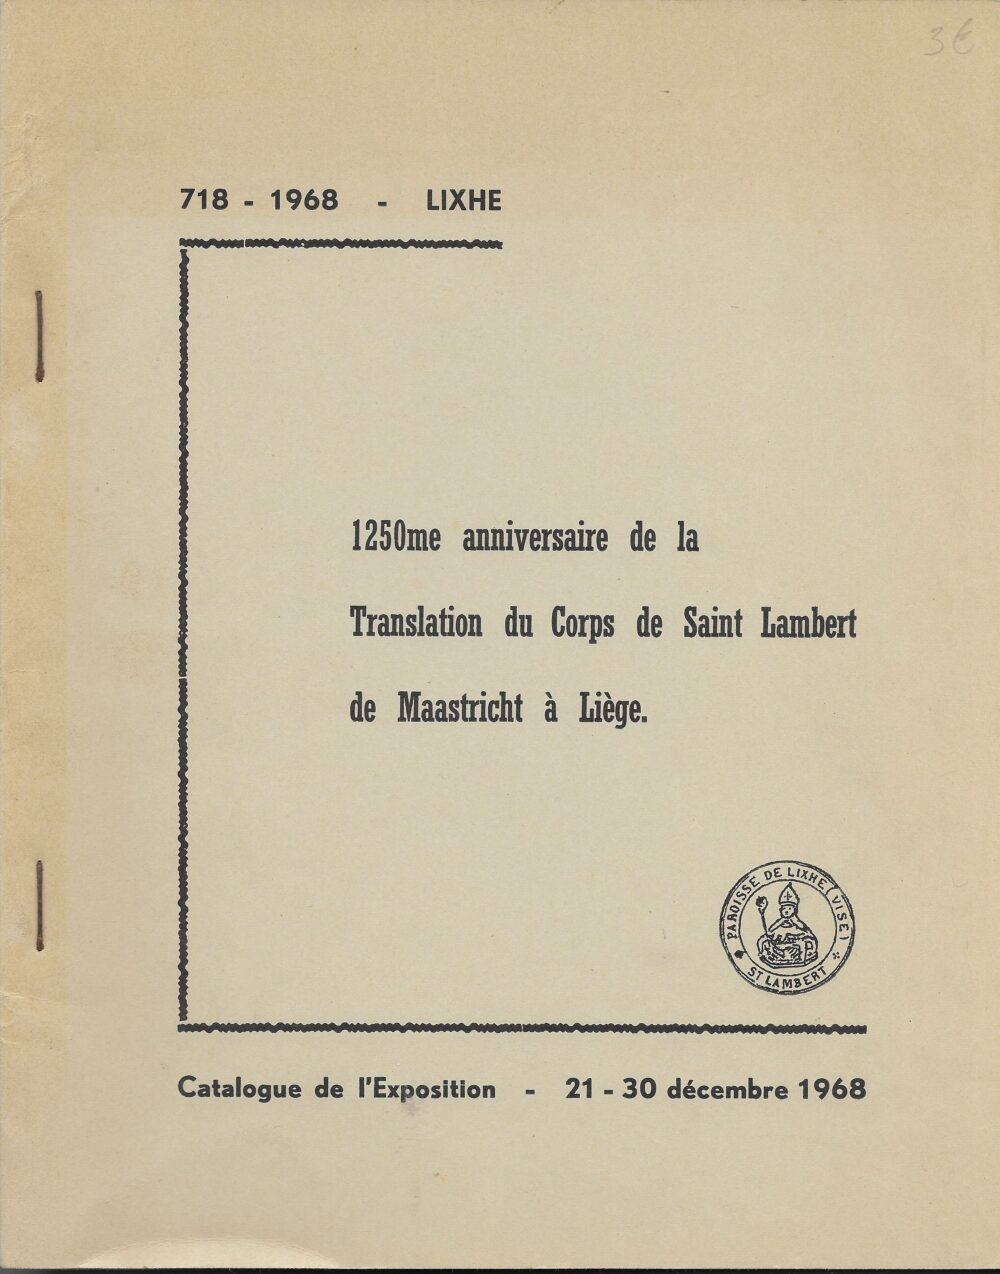 3€
718 - 1968 - LIXHE
1250me anniversaire de la
Translation du Corps de Saint Lambert
de Maastricht à Liège.
PAROISSE DE LIXHE (VISE)
ST LAMBERT
Catalogue de l'Exposition - 21 - 30 décembre 1968